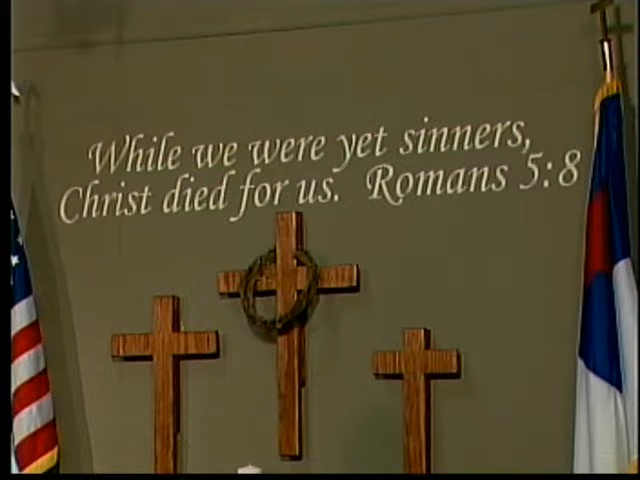 While we were yet sinners,
Christ died for us. Romans 5:8